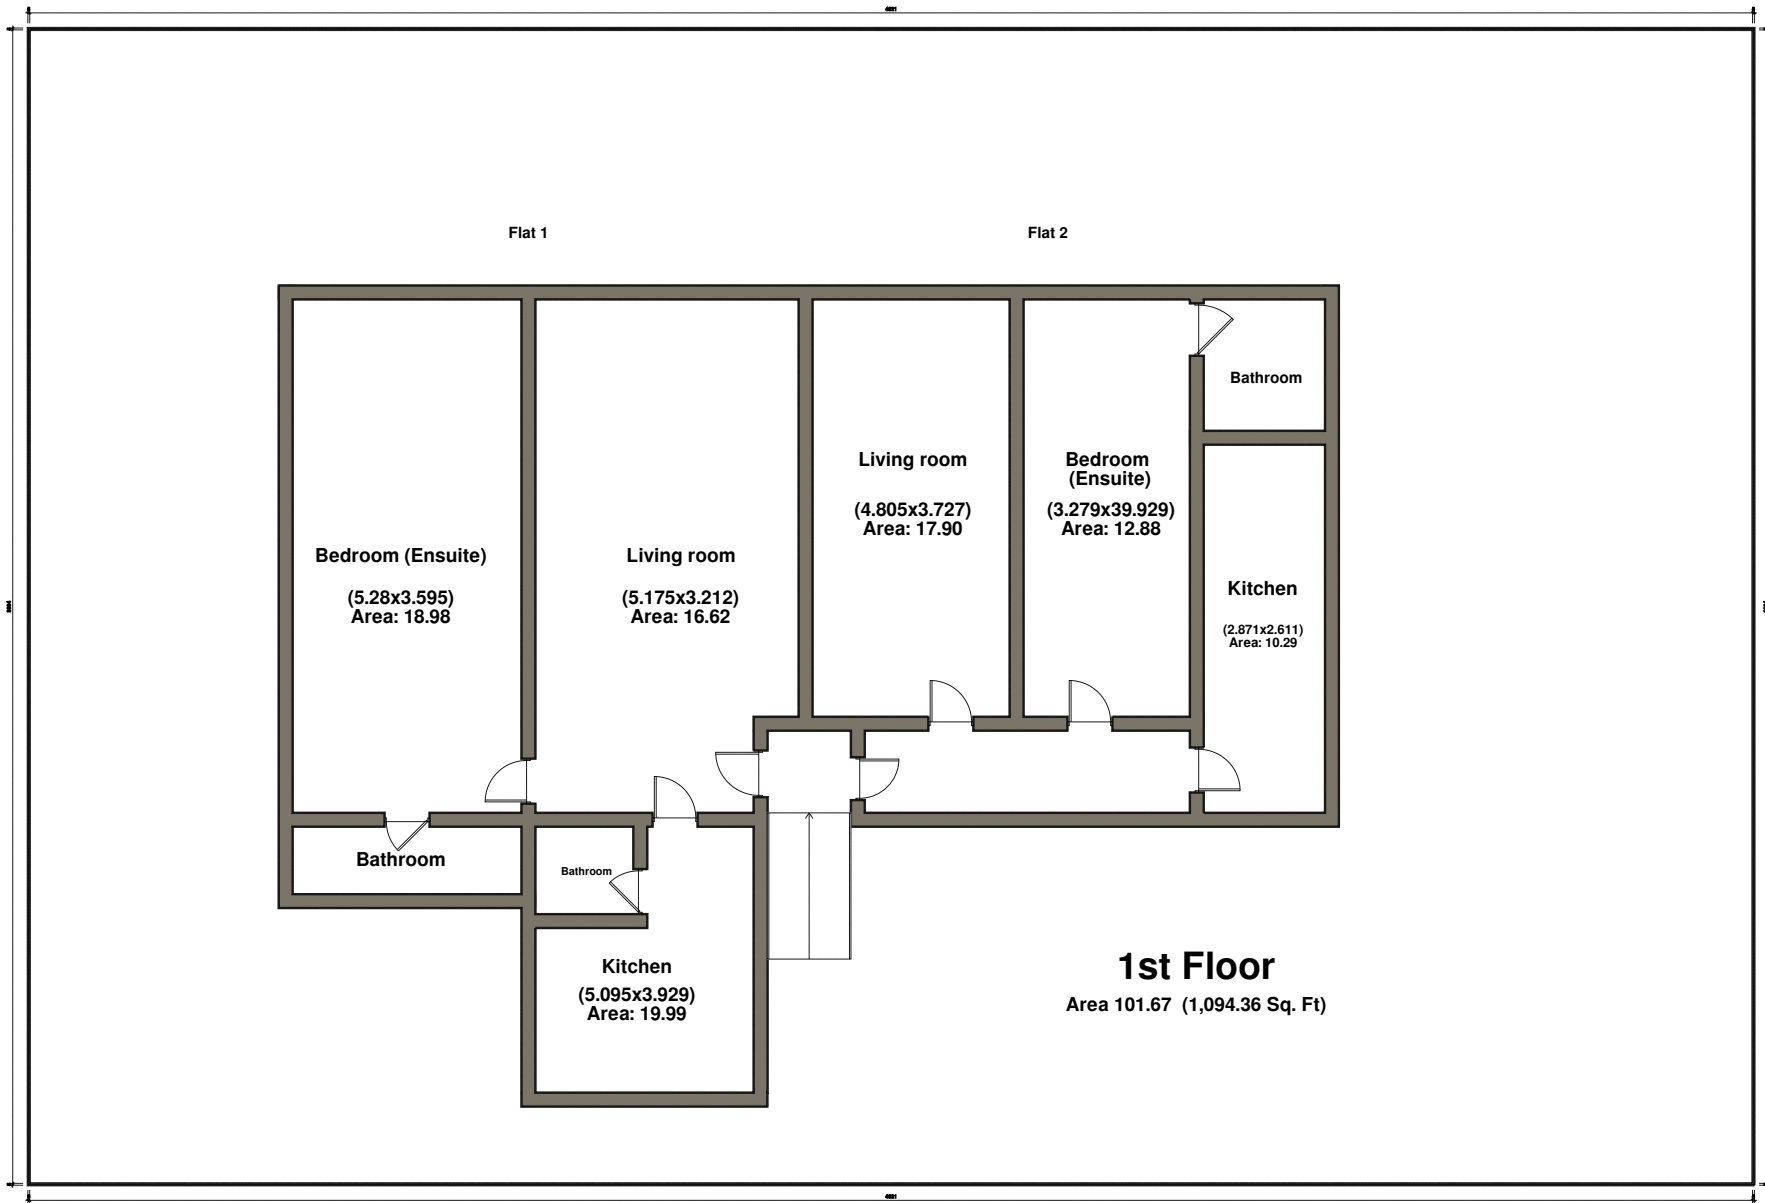 Flat 1
Flat 2
Bathroom
Living room
(4.805x3.727)
Area: 17.90
Bedroom
(Ensuite)
(3.279x39.929)
Area: 12.88
Bedroom (Ensuite)
(5.28x3.595)
Area: 18.98
Living room
(5.175x3.212)
Area: 16.62
Kitchen
(2.871x2.611)
Area: 10.29
Bathroom
Bathroom
Kitchen
(5.095x3.929)
Area: 19.99
1st Floor
Area 101.67 (1,094.36 Sq. Ft)